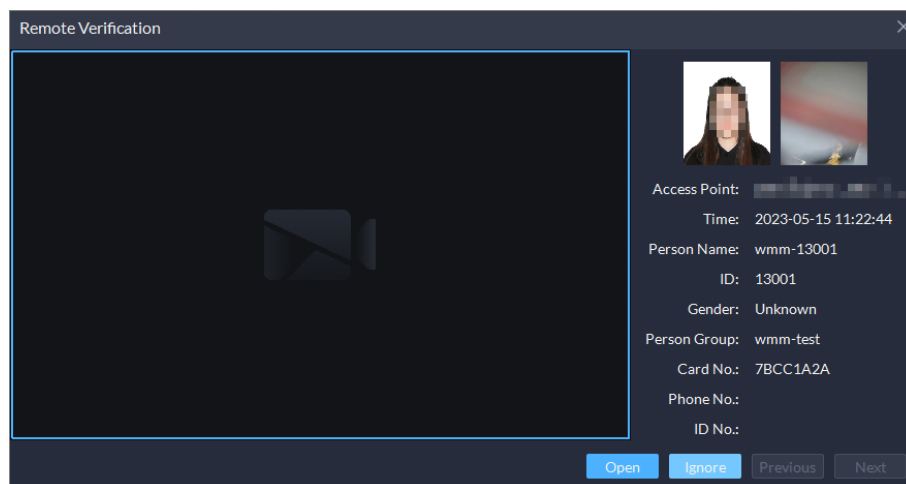 Remote Verification
Access Point:
Time: 2023-05-15 11:22:44
Person Name: wmm-13001
ID: 13001
Gender: Unknown
Person Group: wmm-test
Card No.: 7BCC1A2A
Phone No.:
ID No.:
Open Ignore Previous Next